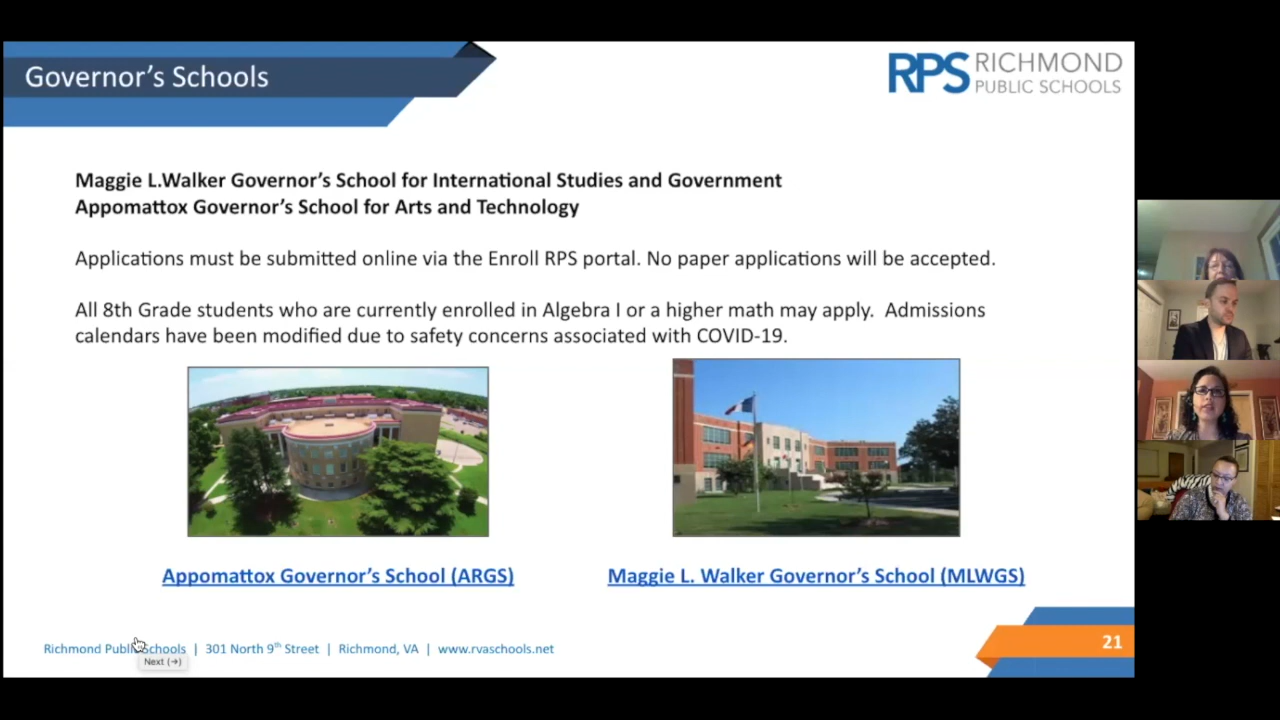 Governor's Schools
RPS RICHMOND
PUBLIC SCHOOLS
Maggie L.Walker Governor's School for International Studies and Government
Appomattox Governor's School for Arts and Technology
Applications must be submitted online via the Enroll RPS portal. No paper applications will be accepted.
All 8th Grade students who are currently enrolled in Algebra I or a higher math may apply.  Admissions
calendars have been modified due to safety concerns associated with COVID-19.
Appomattox Governor's School (ARGS)
Maggie L. Walker Governor's School (MLWGS)
Richmond Public Schools | 301 North 9th Street | Richmond, VA | www.rvaschools.net
Next (→)
21